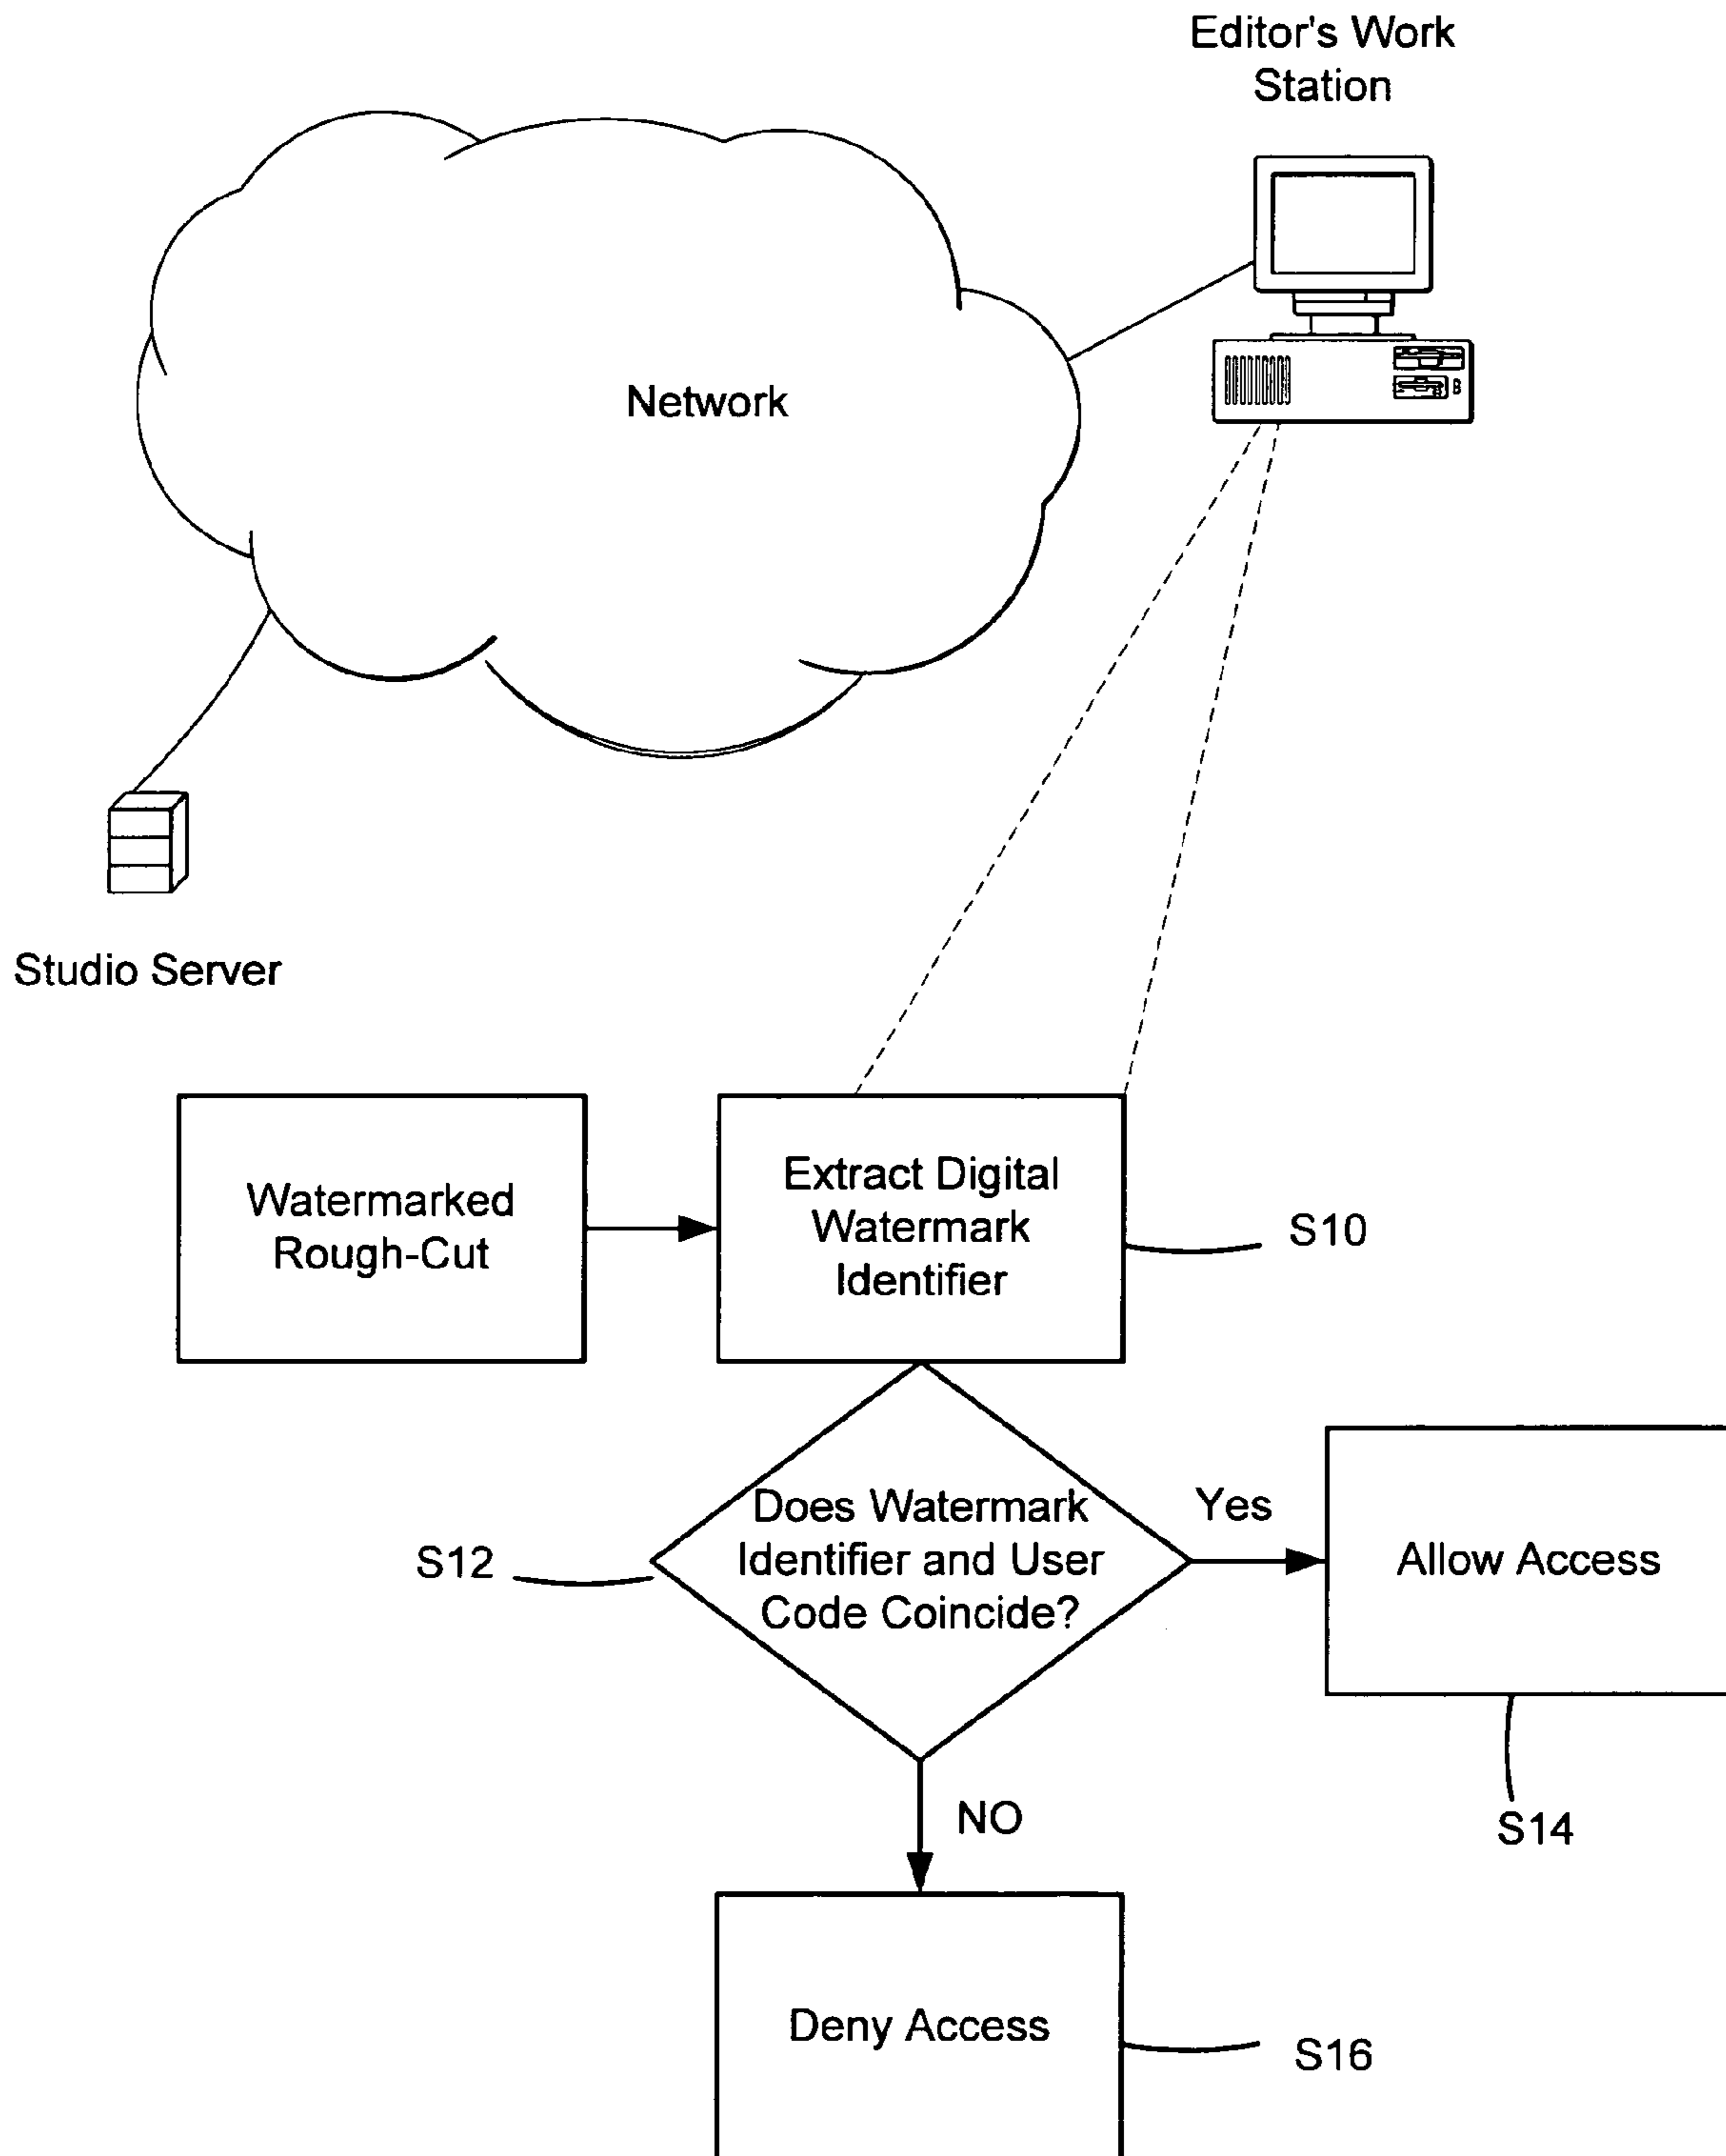 Editor's Work
Station
Network
Studio Server
Watermarked
Rough-Cut
Extract Digital
Watermark
Identifier
S10
Does Watermark
Identifier and User
Code Coincide?
S12
Yes
Allow Access
S14
NO
Deny Access
S16